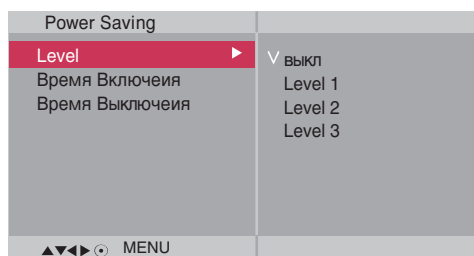 Power Saving
Level
Время Включеия
Время Выключеия
выкл
Level 1
Level 2
Level 3
MENU